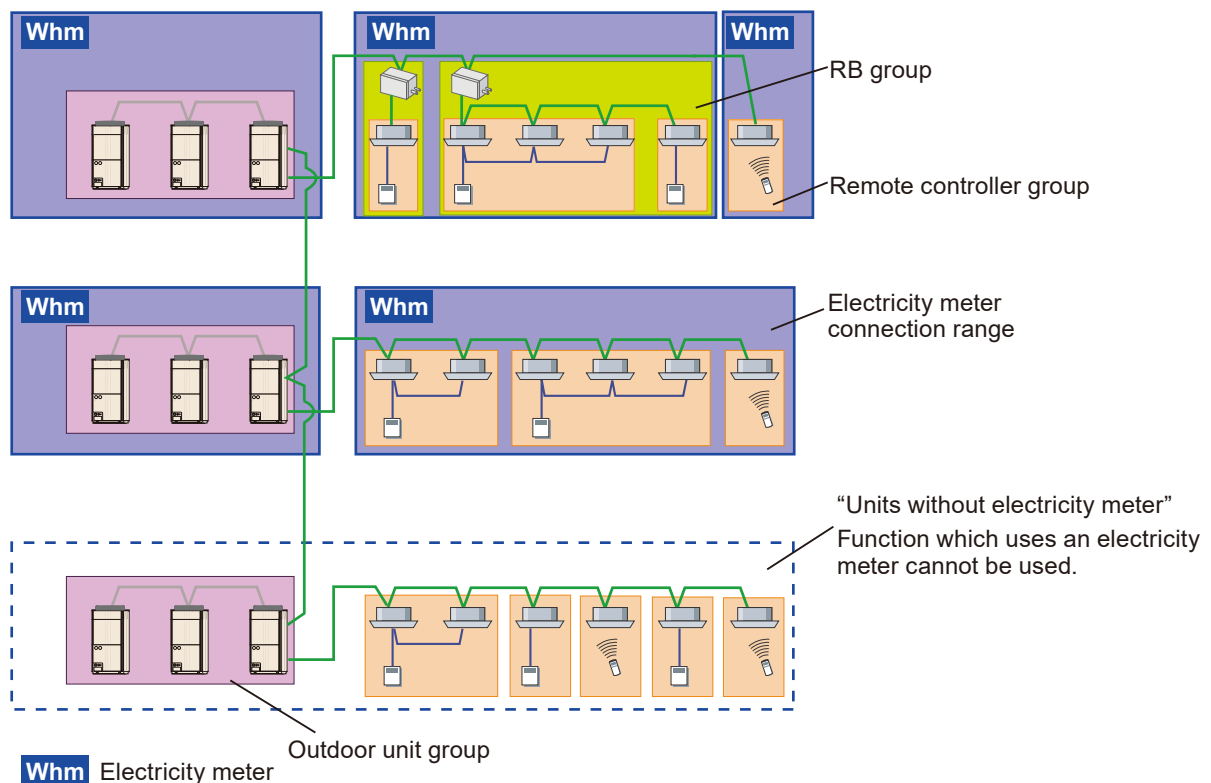 Whm
Whm
Whm
RB group
Remote controller group
Whm
Whm
Electricity meter
connection range
“Units without electricity meter”
Function which uses an electricity
meter cannot be used.
Outdoor unit group
Whm Electricity meter